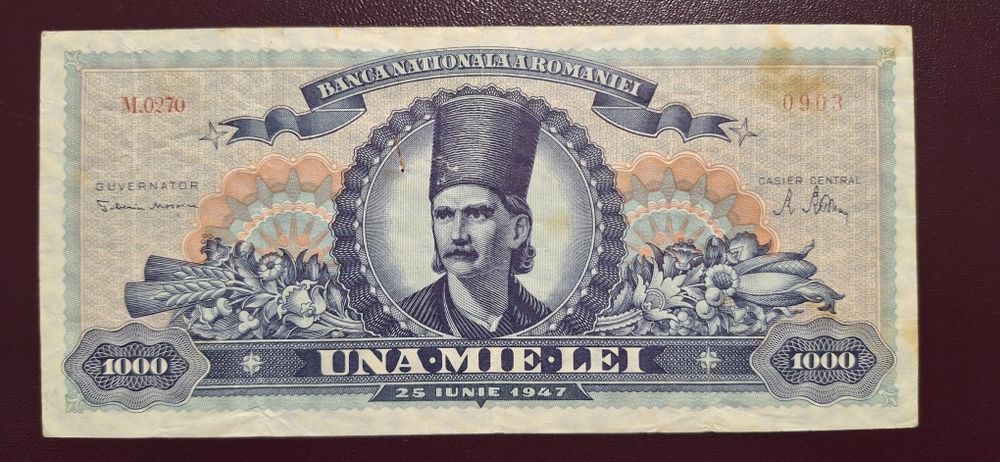 BANCA NATIONALA A ROMANIEI
M.0270
0903
GUVERNATOR
CASIER CENTRAL
UNA·MIE·LEI
1000
1000
25 IUNIE 1947